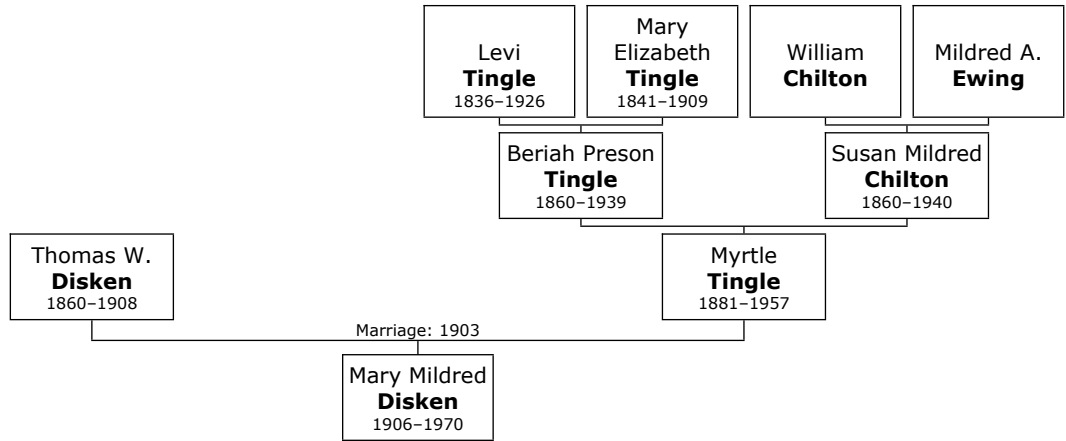 Levi
Tingle
1836–1926
Mary
Elizabeth
Tingle
1841–1909
William
Chilton
Mildred A.
Ewing
Beriah Preson
Tingle
1860–1939
Susan Mildred
Chilton
1860–1940
Thomas W.
Disken
1860–1908
Myrtle
Tingle
1881–1957
Marriage: 1903
Mary Mildred
Disken
1906–1970